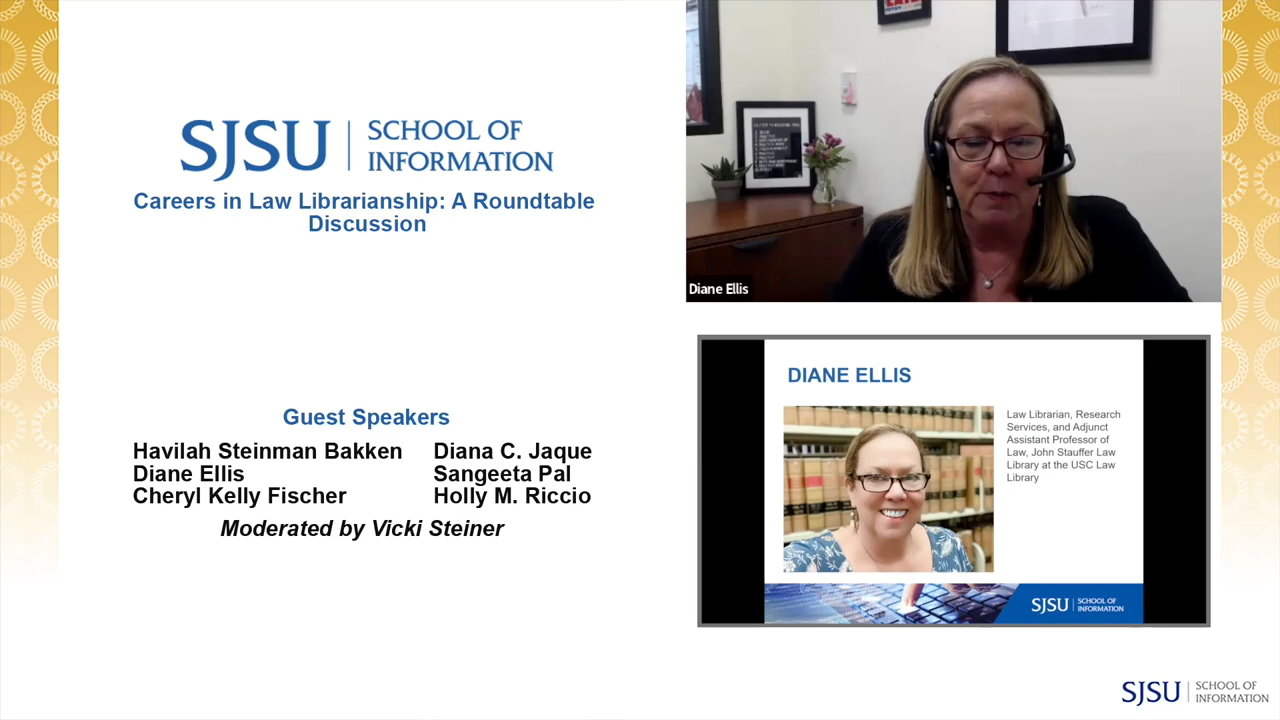 SJSU | SCHOOL OF
INFORMATION
Careers in Law Librarianship: A Roundtable
Discussion
Guest Speakers
Havilah Steinman Bakken
Diane Ellis
Cheryl Kelly Fischer
Diana C. Jaque
Sangeeta Pal
Holly M. Riccio
Moderated by Vicki Steiner
Diane Ellis
DIANE ELLIS
Law Librarian, Research
Services, and Adjunct
Assistant Professor of
Law, John Stauffer Law
Library at the USC Law
Library
SJSU | SCHOOL OF
INFORMATION
SJSU | SCHOOL OF
INFORMATION